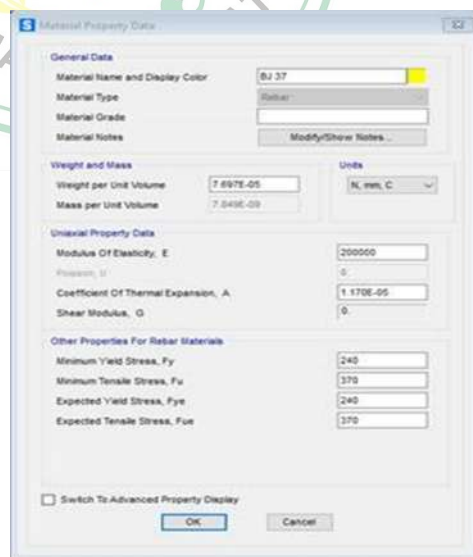 Material Property Data
General Data
Material Name and Display Color BJ 37
Material Type Rebar
Material Grade
Material Notes Modify/Show Notes...
Weight and Mass Units
Weight per Unit Volume 7.697E-05 N, mm, C
Mass per Unit Volume 7.849E-09
Uniaxial Property Data
Modulus Of Elasticity, E 200000
Poisson, U 0.
Coefficient Of Thermal Expansion, A 1.170E-05
Shear Modulus, G 0.
Other Properties For Rebar Materials
Minimum Yield Stress, Fy 240
Minimum Tensile Stress, Fu 370
Expected Yield Stress, Fye 240
Expected Tensile Stress, Fue 370
Switch To Advanced Property Display
OK Cancel